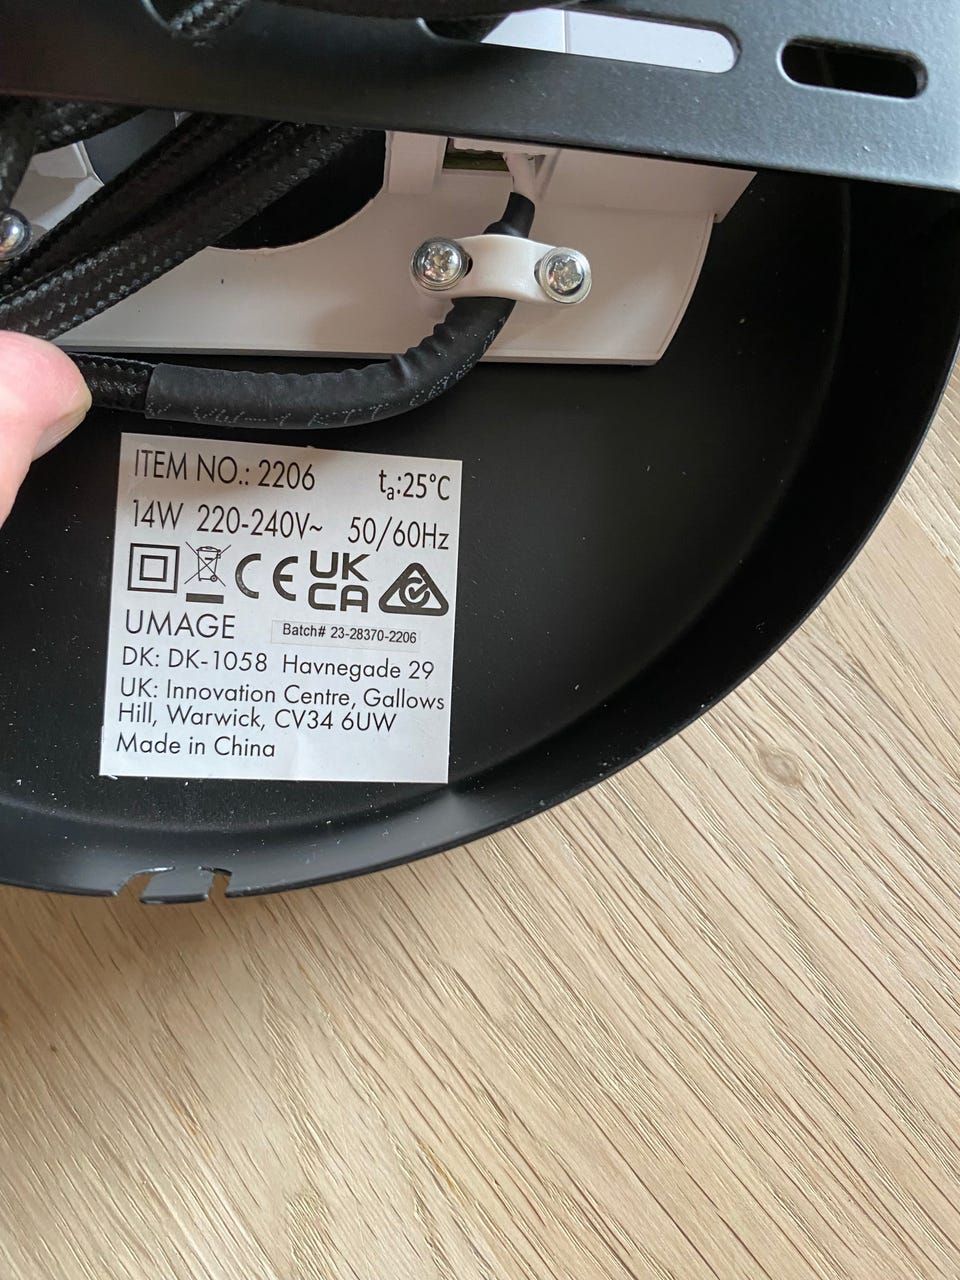 ITEM NO.: 2206 ta:25°C
14W 220-240V~ 50/60Hz
CE UK CA
UMAGE Batch# 23-28370-2206
DK: DK-1058 Havnegade 29
UK: Innovation Centre, Gallows
Hill, Warwick, CV34 6UW
Made in China